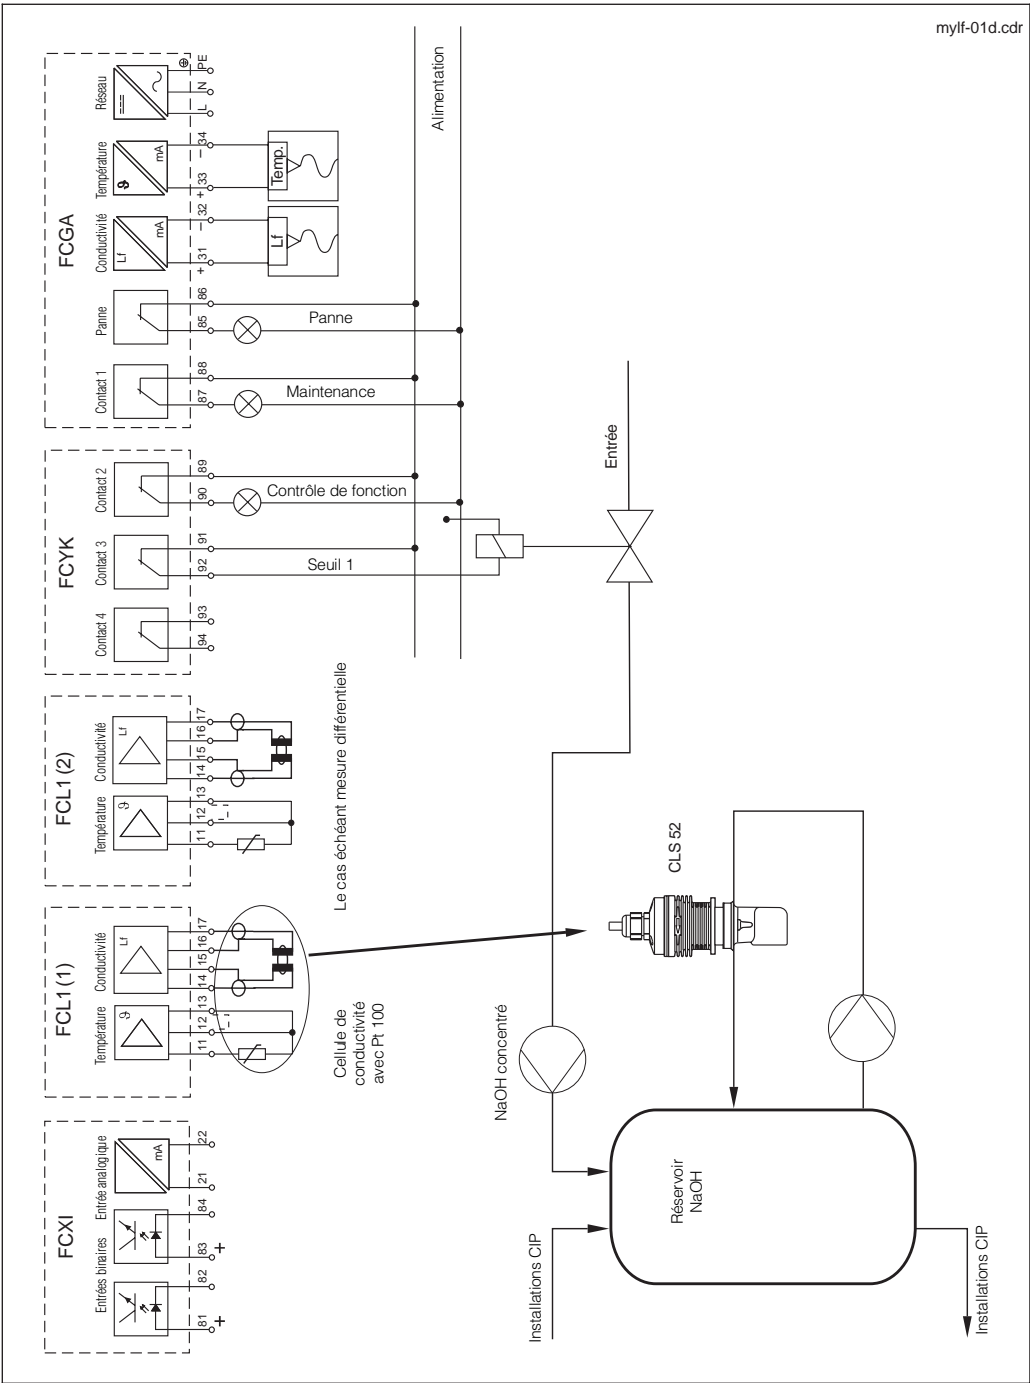 mylf-01d.cdr
FCXI
Entrées binaires
Entrée analogique
mA
81
82
83
84
21
22
+
+
FCL1 (1)
Température
Conductivité
ϑ
Lf
11
12
13
14
15
16
17
Cellule de
conductivité
avec Pt 100
FCL1 (2)
Température
Conductivité
ϑ
Lf
11
12
13
14
15
16
17
Le cas échéant mesure différentielle
FCYK
Contact 4
Contact 3
Contact 2
94
93
92
91
90
89
Seuil 1
Contrôle de fonction
FCGA
Contact 1
Panne
Conductivité
Température
Réseau
Lf
mA
ϑ
mA
87
88
85
86
+ 31
– 32
+ 33
– 34
L
N
PE
Maintenance
Panne
Lf
Temp.
Alimentation
Entrée
CLS 52
NaOH concentré
Réservoir
NaOH
Installations CIP
Installations CIP